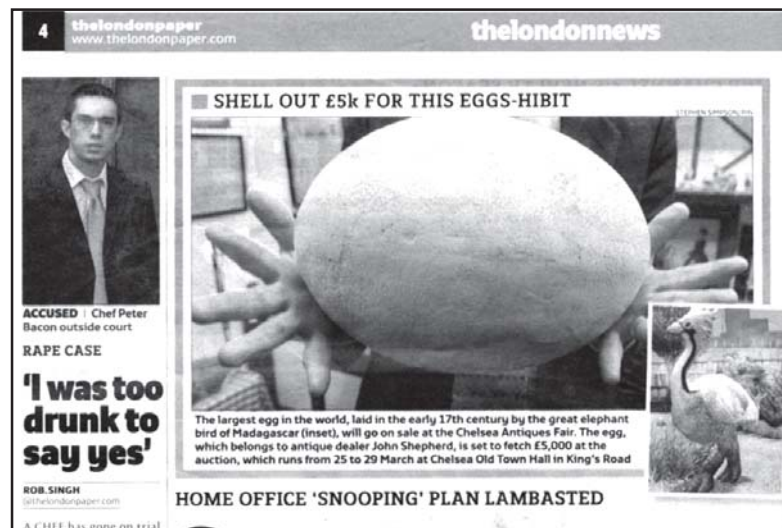 4
thelondonpaper
www.thelondonpaper.com
thelondonnews
ACCUSED | Chef Peter
Bacon outside court
RAPE CASE
'I was too
drunk to
say yes'
ROB SINGH
@thelondonpaper.com
A CHEF has gone on trial
SHELL OUT £5k FOR THIS EGGS-HIBIT
STEPHEN SIMPSON
The largest egg in the world, laid in the early 17th century by the great elephant
bird of Madagascar (inset), will go on sale at the Chelsea Antiques Fair. The egg,
which belongs to antique dealer John Shepherd, is set to fetch £5,000 at the
auction, which runs from 25 to 29 March at Chelsea Old Town Hall in King's Road
HOME OFFICE 'SNOOPING' PLAN LAMBASTED